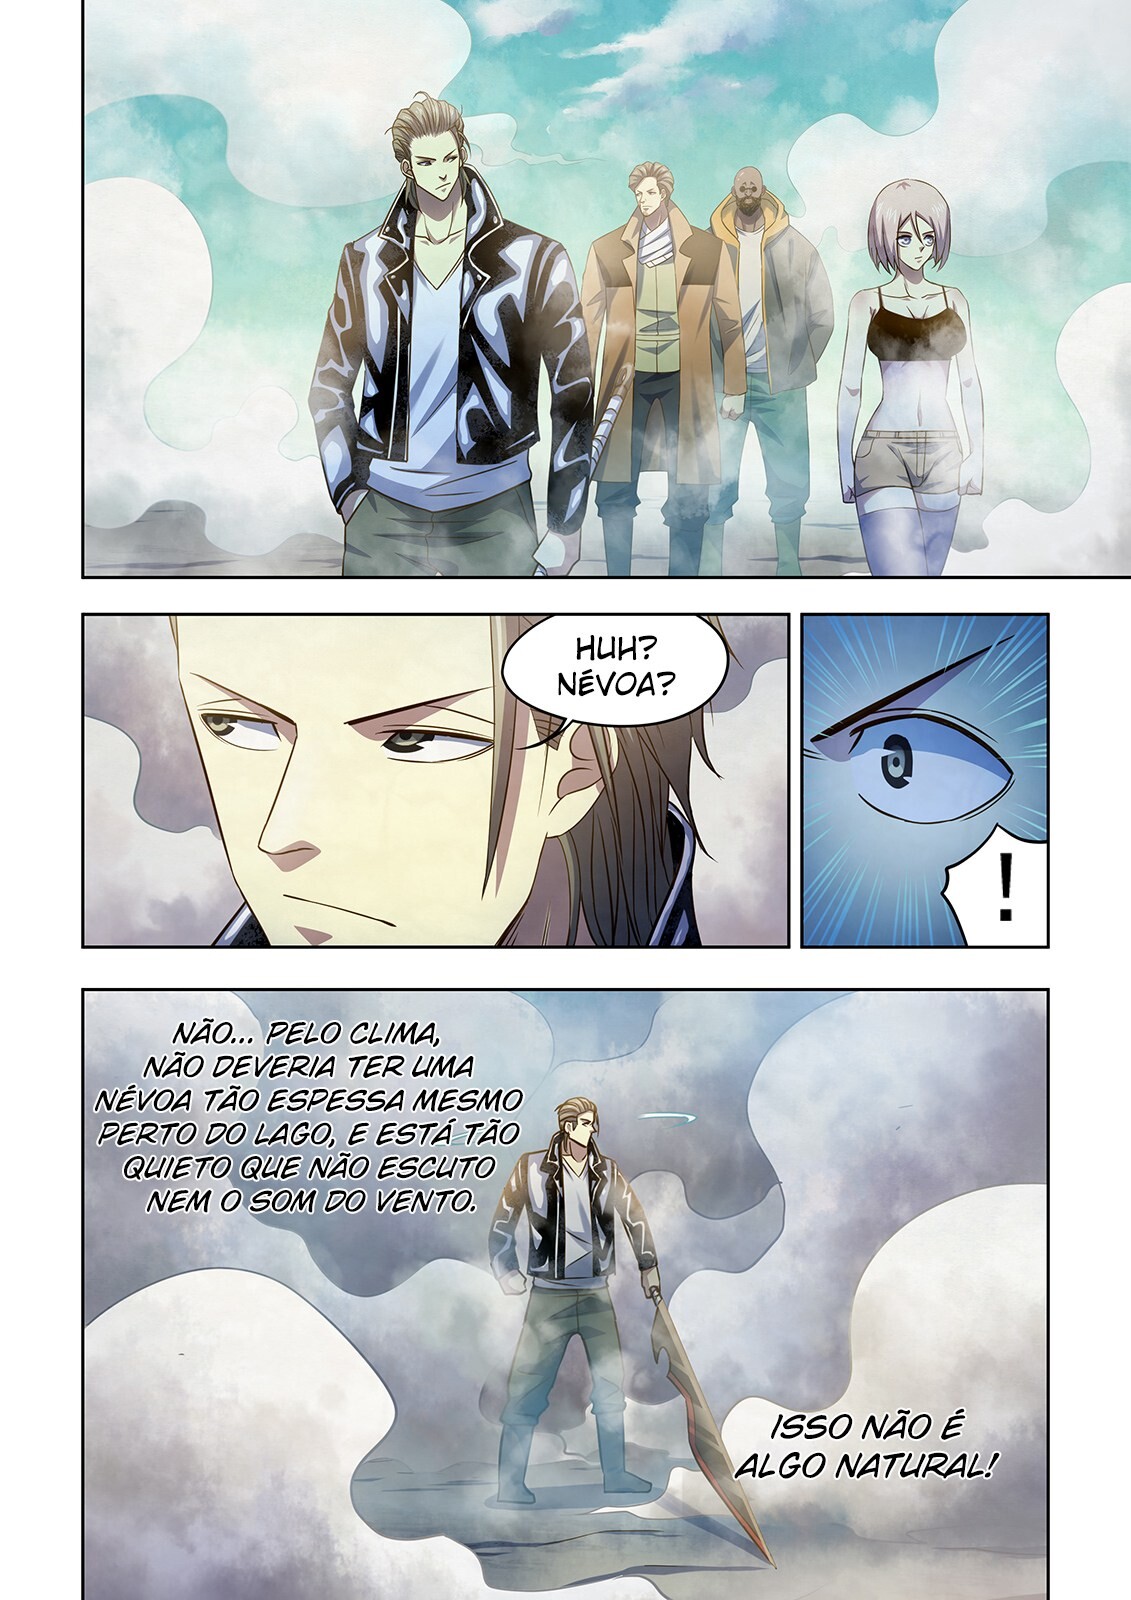 HUH?
NÉVOA?
!
NÃO... PELO CLIMA,
NÃO DEVERIA TER UMA
NÉVOA TÃO ESPESSA MESMO
PERTO DO LAGO, E ESTÁ TÃO
QUIETO QUE NÃO ESCUTO
NEM O SOM DO VENTO.
ISSO NÃO É
ALGO NATURAL!